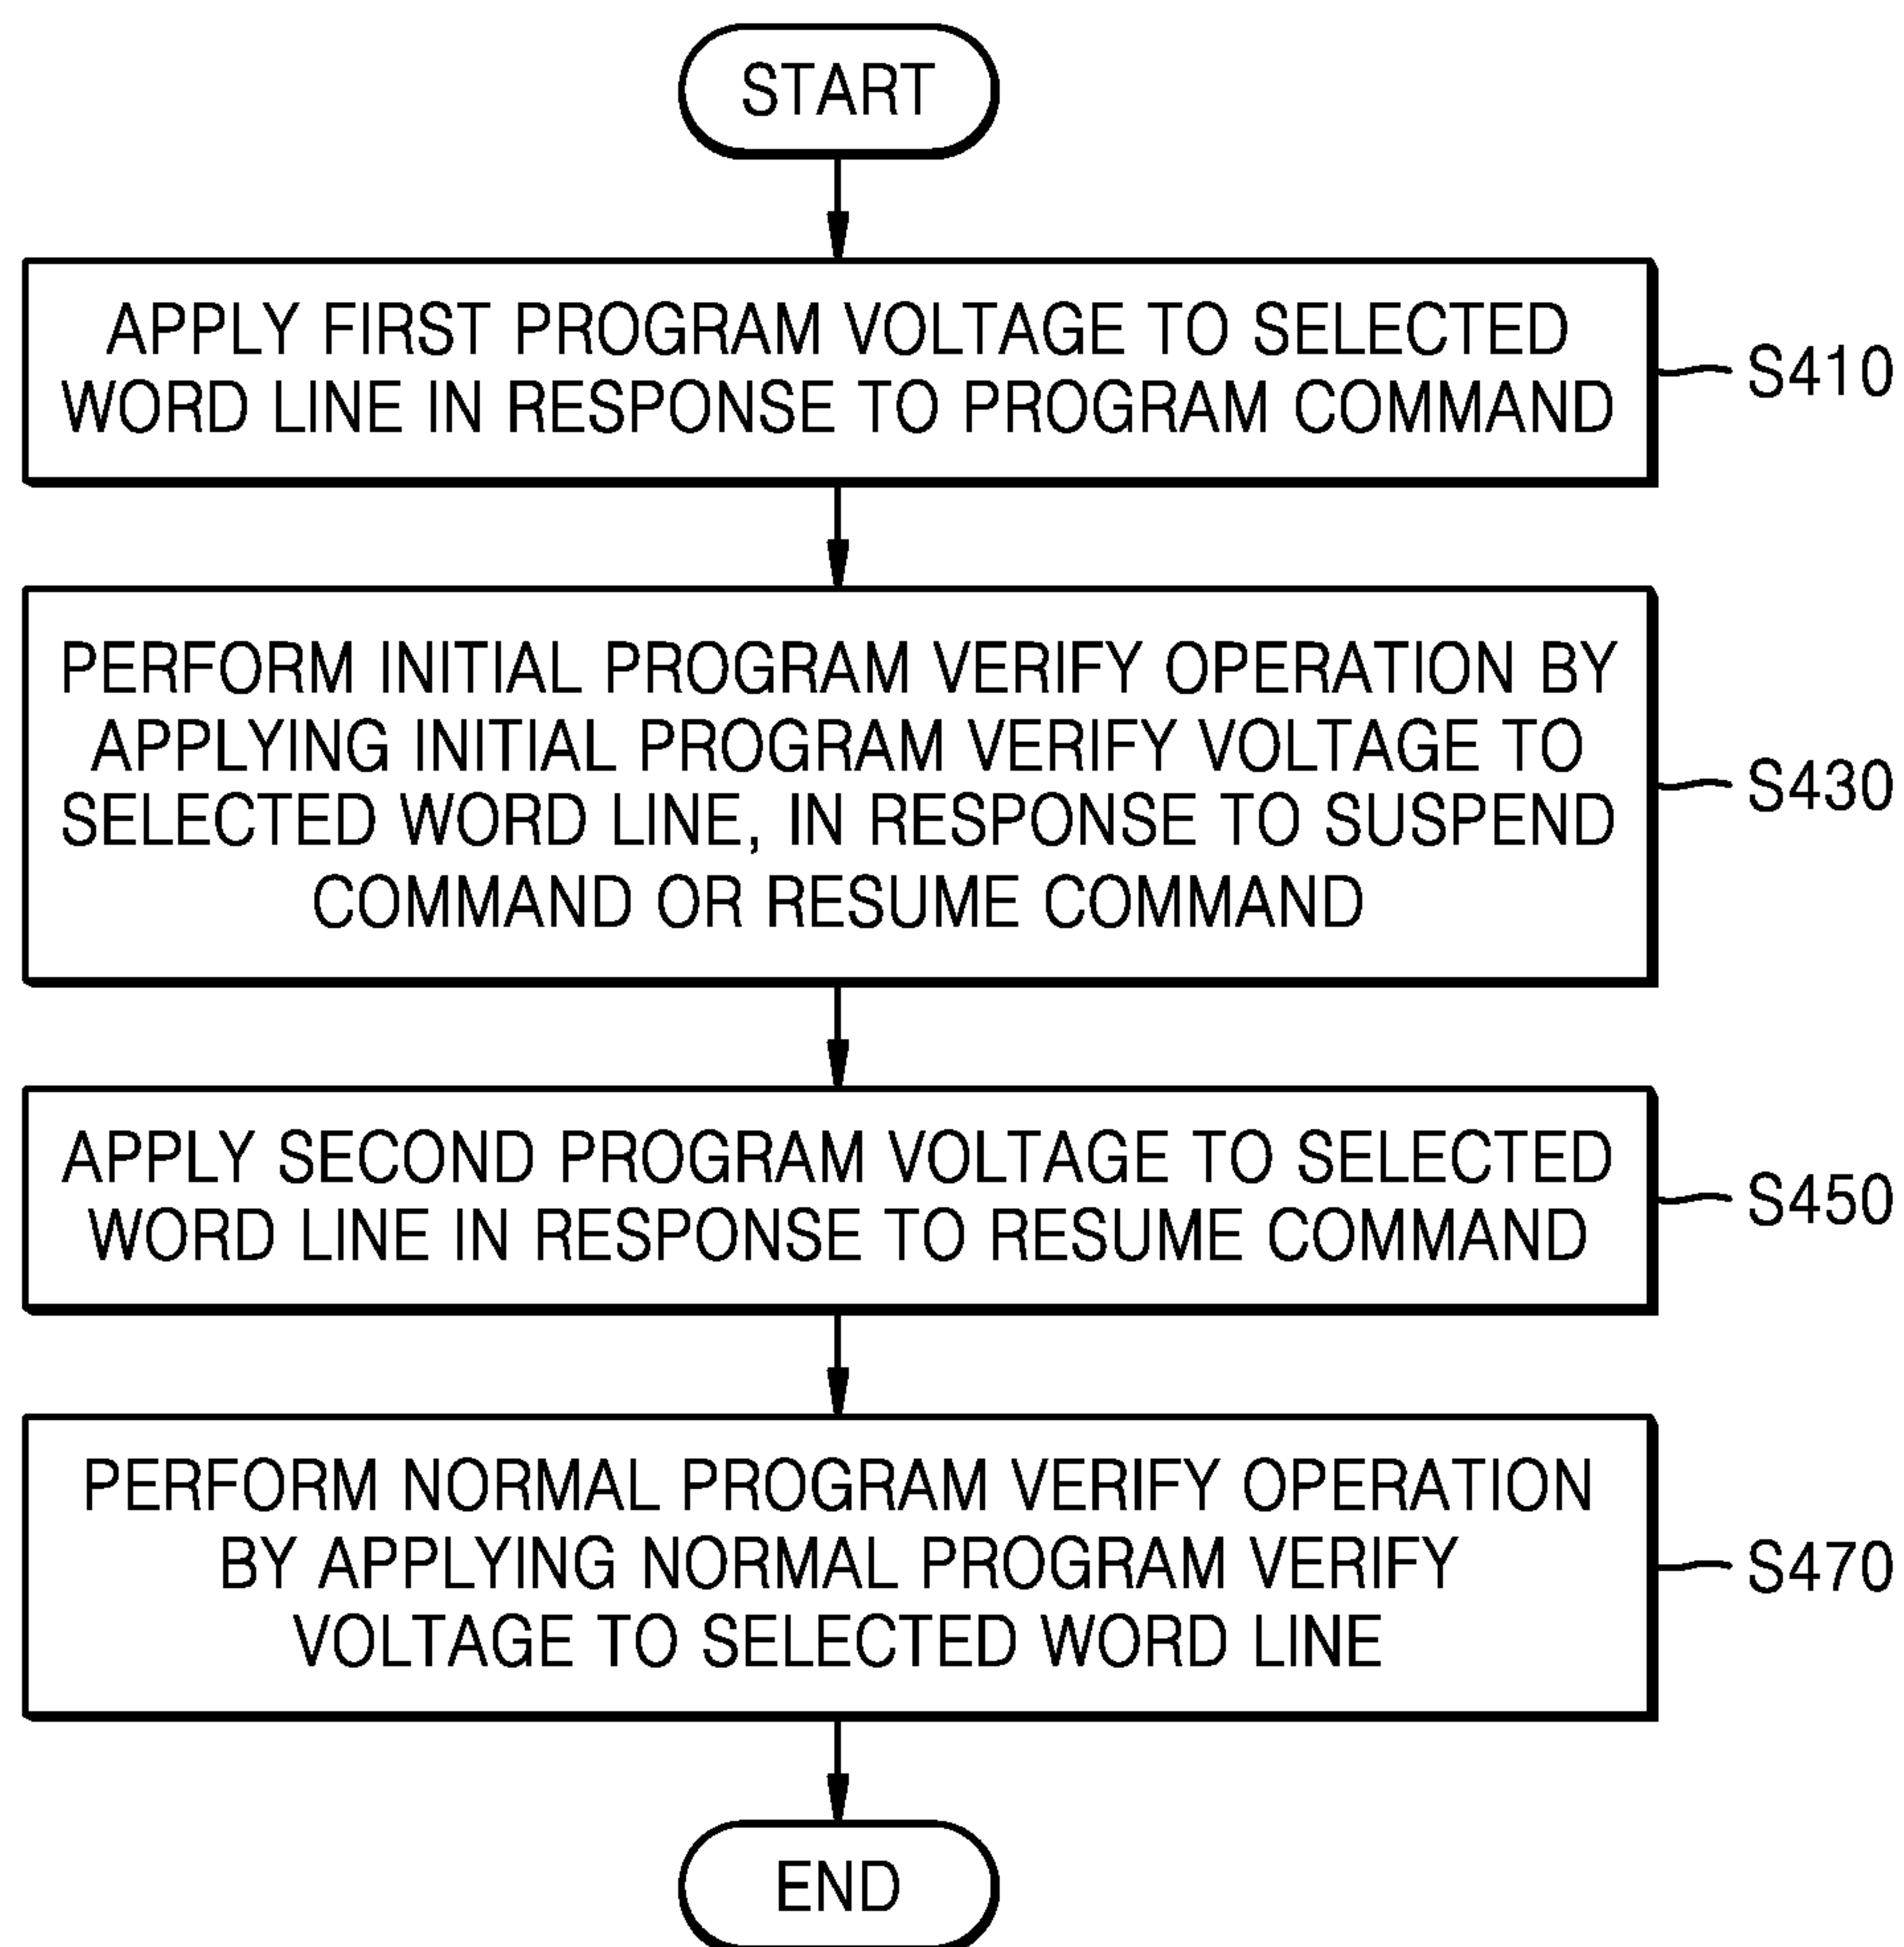 START
APPLY FIRST PROGRAM VOLTAGE TO SELECTED
WORD LINE IN RESPONSE TO PROGRAM COMMAND
S410
PERFORM INITIAL PROGRAM VERIFY OPERATION BY
APPLYING INITIAL PROGRAM VERIFY VOLTAGE TO
SELECTED WORD LINE, IN RESPONSE TO SUSPEND
COMMAND OR RESUME COMMAND
S430
APPLY SECOND PROGRAM VOLTAGE TO SELECTED
WORD LINE IN RESPONSE TO RESUME COMMAND
S450
PERFORM NORMAL PROGRAM VERIFY OPERATION
BY APPLYING NORMAL PROGRAM VERIFY
VOLTAGE TO SELECTED WORD LINE
S470
END